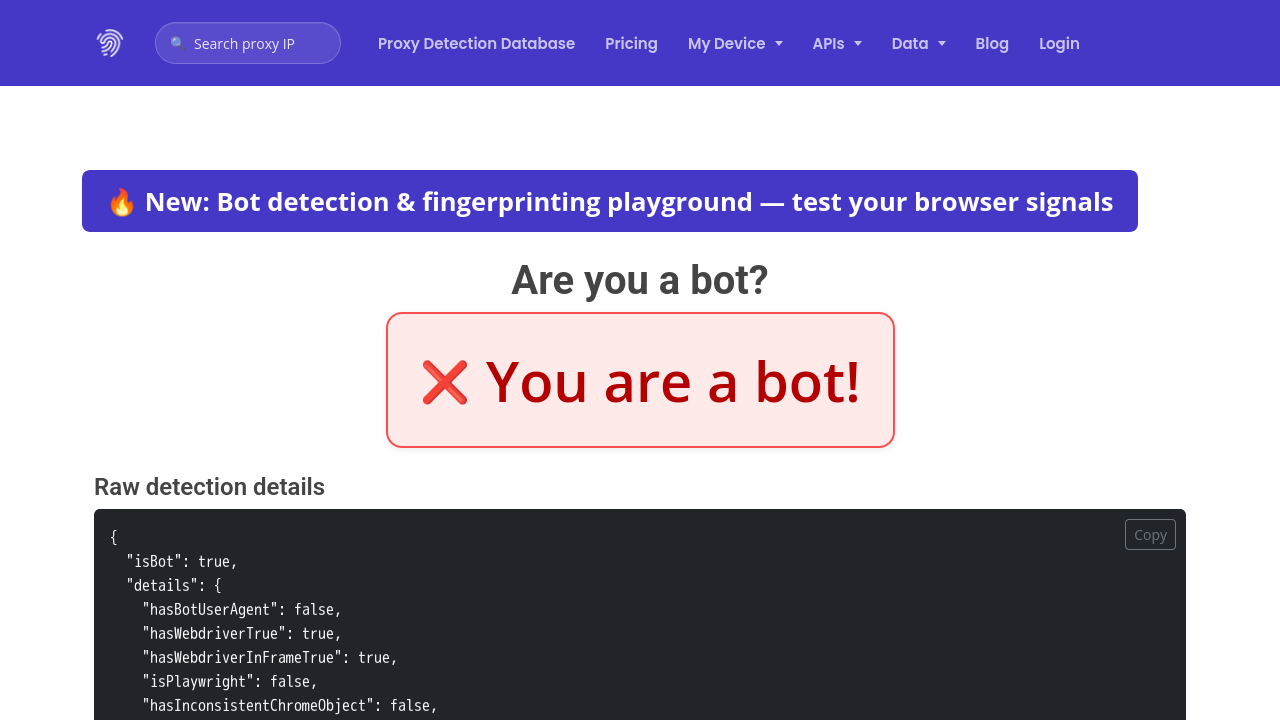 Search proxy IP
Proxy Detection Database
Pricing
My Device
APIs
Data
Blog
Login
🔥 New: Bot detection & fingerprinting playground — test your browser signals
Are you a bot?
❌ You are a bot!
Raw detection details
Copy
{
"isBot": true,
"details": {
"hasBotUserAgent": false,
"hasWebdriverTrue": true,
"hasWebdriverInFrameTrue": true,
"isPlaywright": false,
"hasInconsistentChromeObject": false,